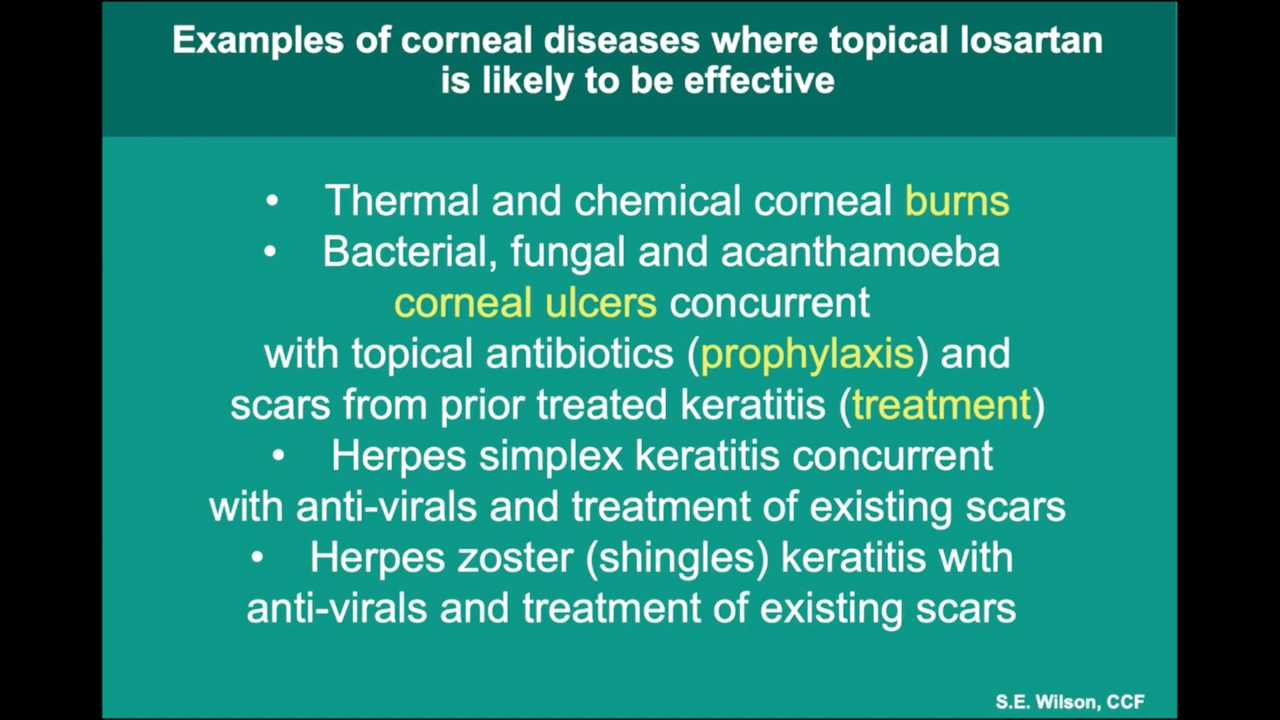 Examples of corneal diseases where topical losartan
is likely to be effective
• Thermal and chemical corneal burns
• Bacterial, fungal and acanthamoeba
corneal ulcers concurrent
with topical antibiotics (prophylaxis) and
scars from prior treated keratitis (treatment)
• Herpes simplex keratitis concurrent
with anti-virals and treatment of existing scars
• Herpes zoster (shingles) keratitis with
anti-virals and treatment of existing scars
S.E. Wilson, CCF